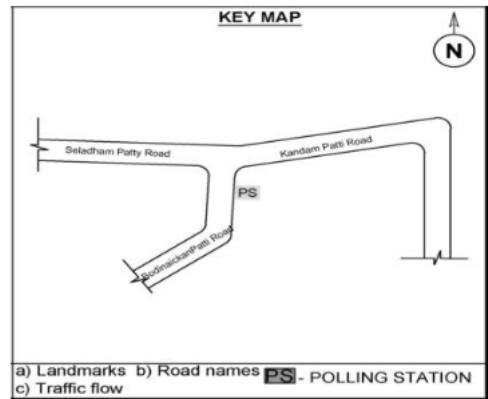 KEY MAP
N
Seladham Patty Road
Kandam Patti Road
PS
BodinaickanPatti Road
a) Landmarks b) Road names PS - POLLING STATION
c) Traffic flow